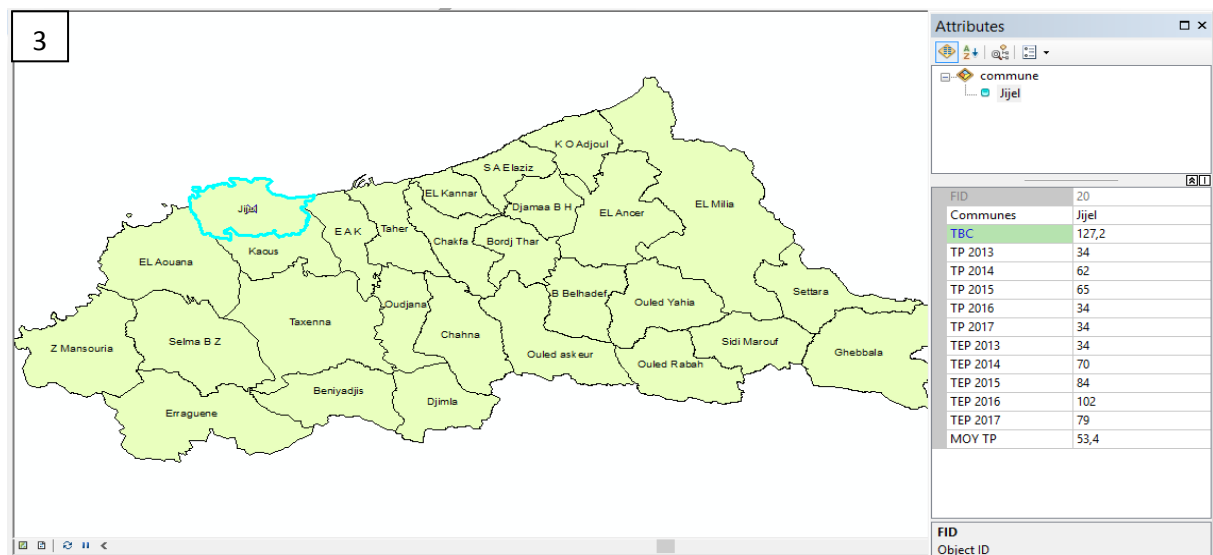 3
Attributes
commune
Jijel
FID 20
Communes Jijel
TBC 127,2
TP 2013 34
TP 2014 62
TP 2015 65
TP 2016 34
TP 2017 34
TEP 2013 34
TEP 2014 70
TEP 2015 84
TEP 2016 102
TEP 2017 79
MOY TP 53,4
FID
Object ID
K O Adjoul
S A Elaziz
EL Kannar
Djamaa B H
EL Ancer
EL Milia
Jijel
E A K
Taher
Chakfa
Bordj Thar
Kaous
EL Aouana
B Belhadef
Ouled Yahia
Settara
Oudjana
Taxenna
Chahna
Z Mansouria
Selma B Z
Ouled askeur
Sidi Marouf
Ghebbala
Ouled Rabah
Beniyadjis
Djimla
Erraguene